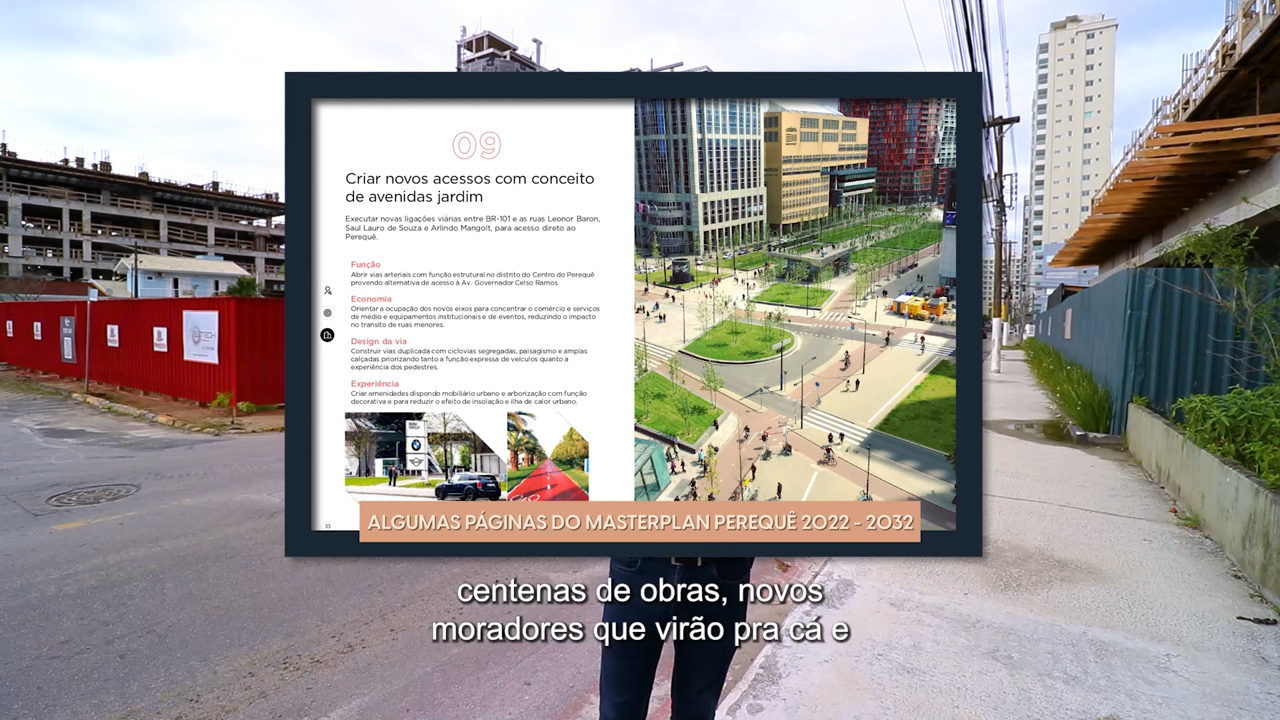 09
Criar novos acessos com conceito
de avenidas jardim
Executar novas ligações viárias entre BR-101 e as ruas Leonor Baron,
Saul Lauro de Souza e Arlindo Mangolt, para acesso direto ao
Perequê.
Função
Abrir vias arteriais com função estrutural no distrito do Centro do Perequê
provendo alternativa de acesso à Av. Governador Celso Ramos.
Economia
Orientar a ocupação dos novos eixos para concentrar o comércio e serviços
de médio e equipamentos institucionais e de eventos, reduzindo o impacto
no transito de ruas menores.
Design da via
Construir vias duplicada com ciclovias segregadas, paisagismo e amplas
calçadas priorizando tanto a função expressa de veículos quanto a
experiência dos pedestres.
Experiência
Criar amenidades dispondo mobiliário urbano e arborização com função
decorativa e para reduzir o efeito de insolação e ilha de calor urbano.
33
ALGUMAS PÁGINAS DO MASTERPLAN PEREQUÊ 2022 - 2032
centenas de obras, novos
moradores que virão pra cá e